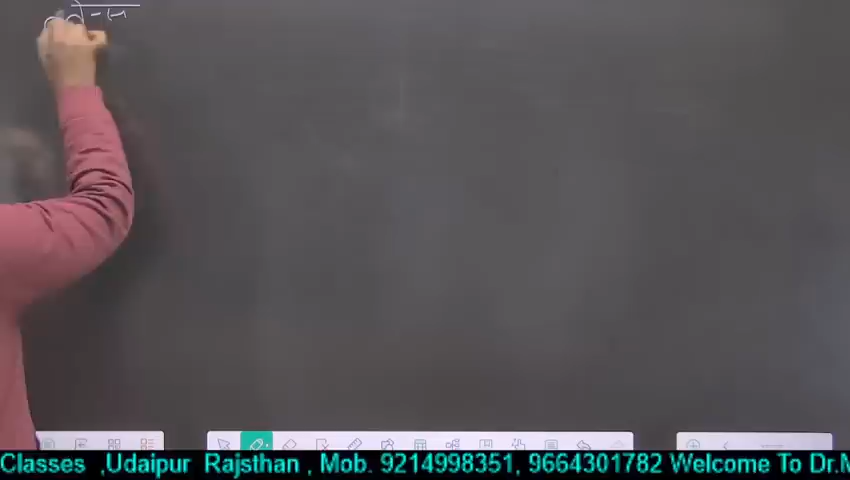 Classes ,Udaipur Rajsthan , Mob. 9214998351, 9664301782 Welcome To Dr.M